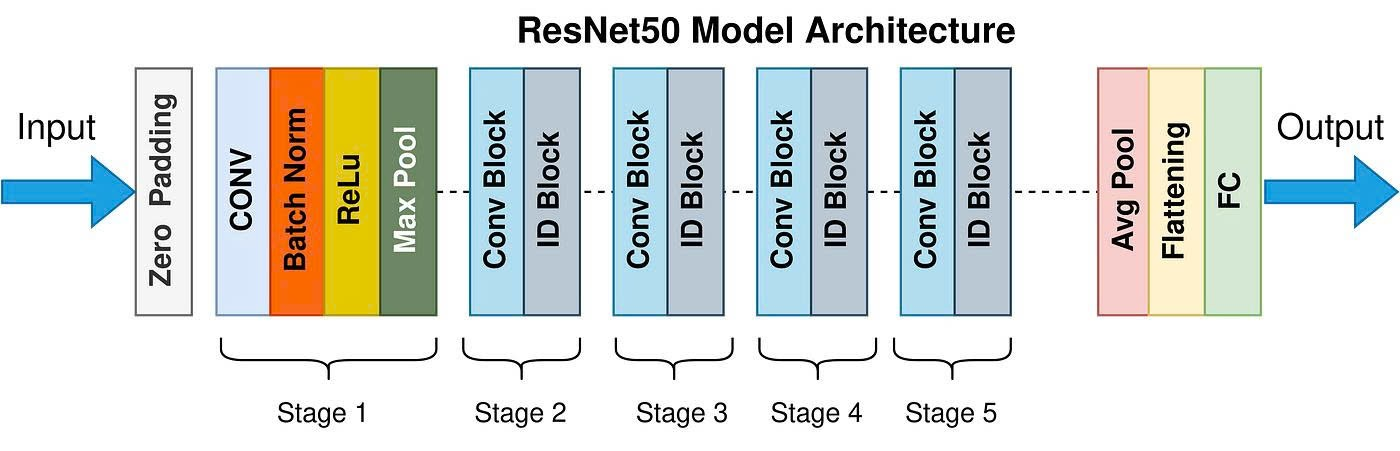 ResNet50 Model Architecture
Input
Zero Padding
CONV
Batch Norm
ReLu
Max Pool
Conv Block
ID Block
Conv Block
ID Block
Conv Block
ID Block
Conv Block
ID Block
Avg Pool
Flattening
FC
Output
Stage 1
Stage 2
Stage 3
Stage 4
Stage 5